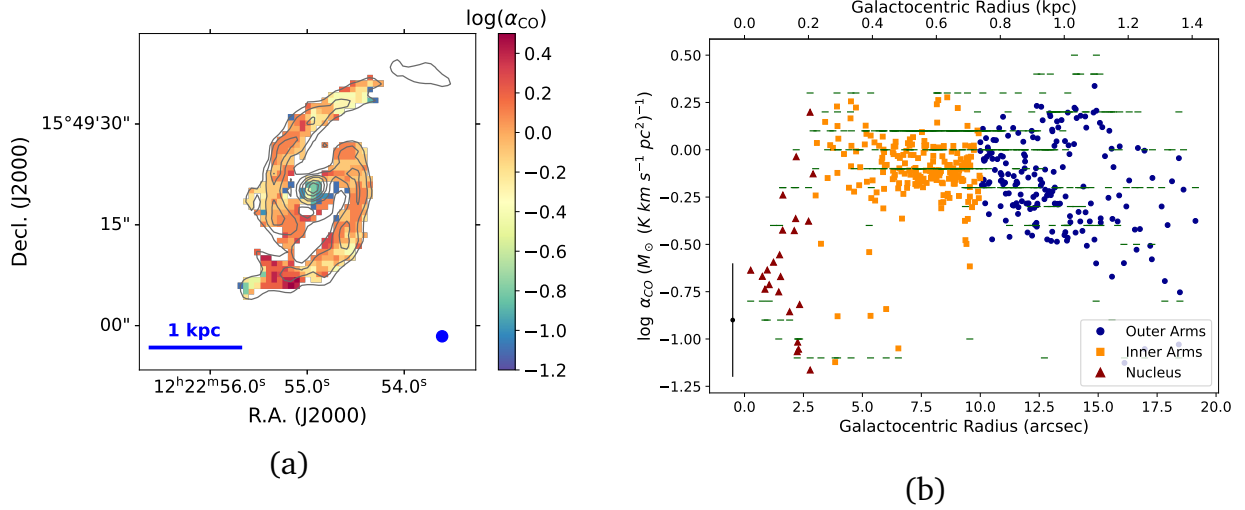 log(α_CO)
0.4
0.2
0.0
−0.2
−0.4
−0.6
−0.8
−1.0
−1.2
Decl. (J2000)
15°49'30"
15"
00"
1 kpc
12ʰ22ᵐ56.0ˢ 55.0ˢ 54.0ˢ
R.A. (J2000)
(a)
Galactocentric Radius (kpc)
0.0 0.2 0.4 0.6 0.8 1.0 1.2 1.4
log α_CO (M_⊙ (K km s⁻¹ pc²)⁻¹)
0.50
0.25
0.00
−0.25
−0.50
−0.75
−1.00
−1.25
Outer Arms
Inner Arms
Nucleus
0.0 2.5 5.0 7.5 10.0 12.5 15.0 17.5 20.0
Galactocentric Radius (arcsec)
(b)